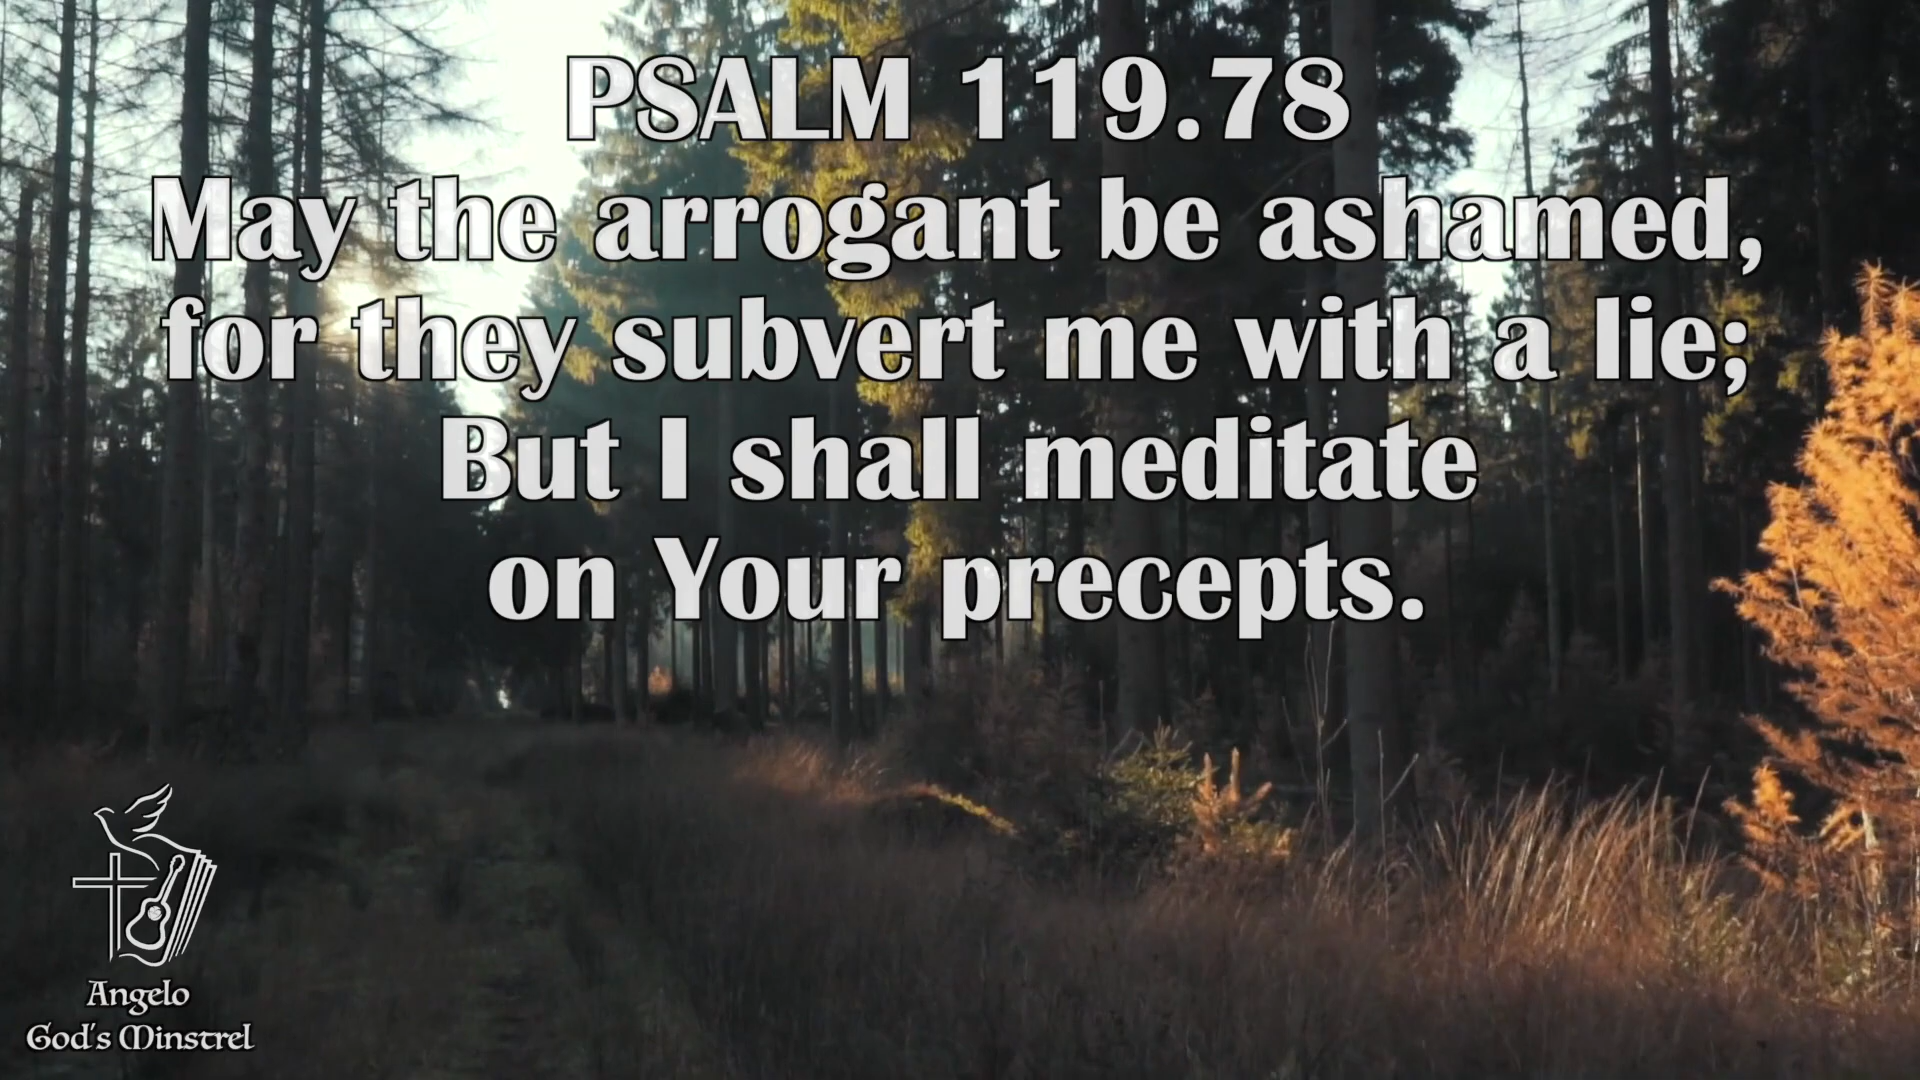 PSALM 119.78
May the arrogant be ashamed,
for they subvert me with a lie;
But I shall meditate
on Your precepts.
Angelo
God's Minstrel